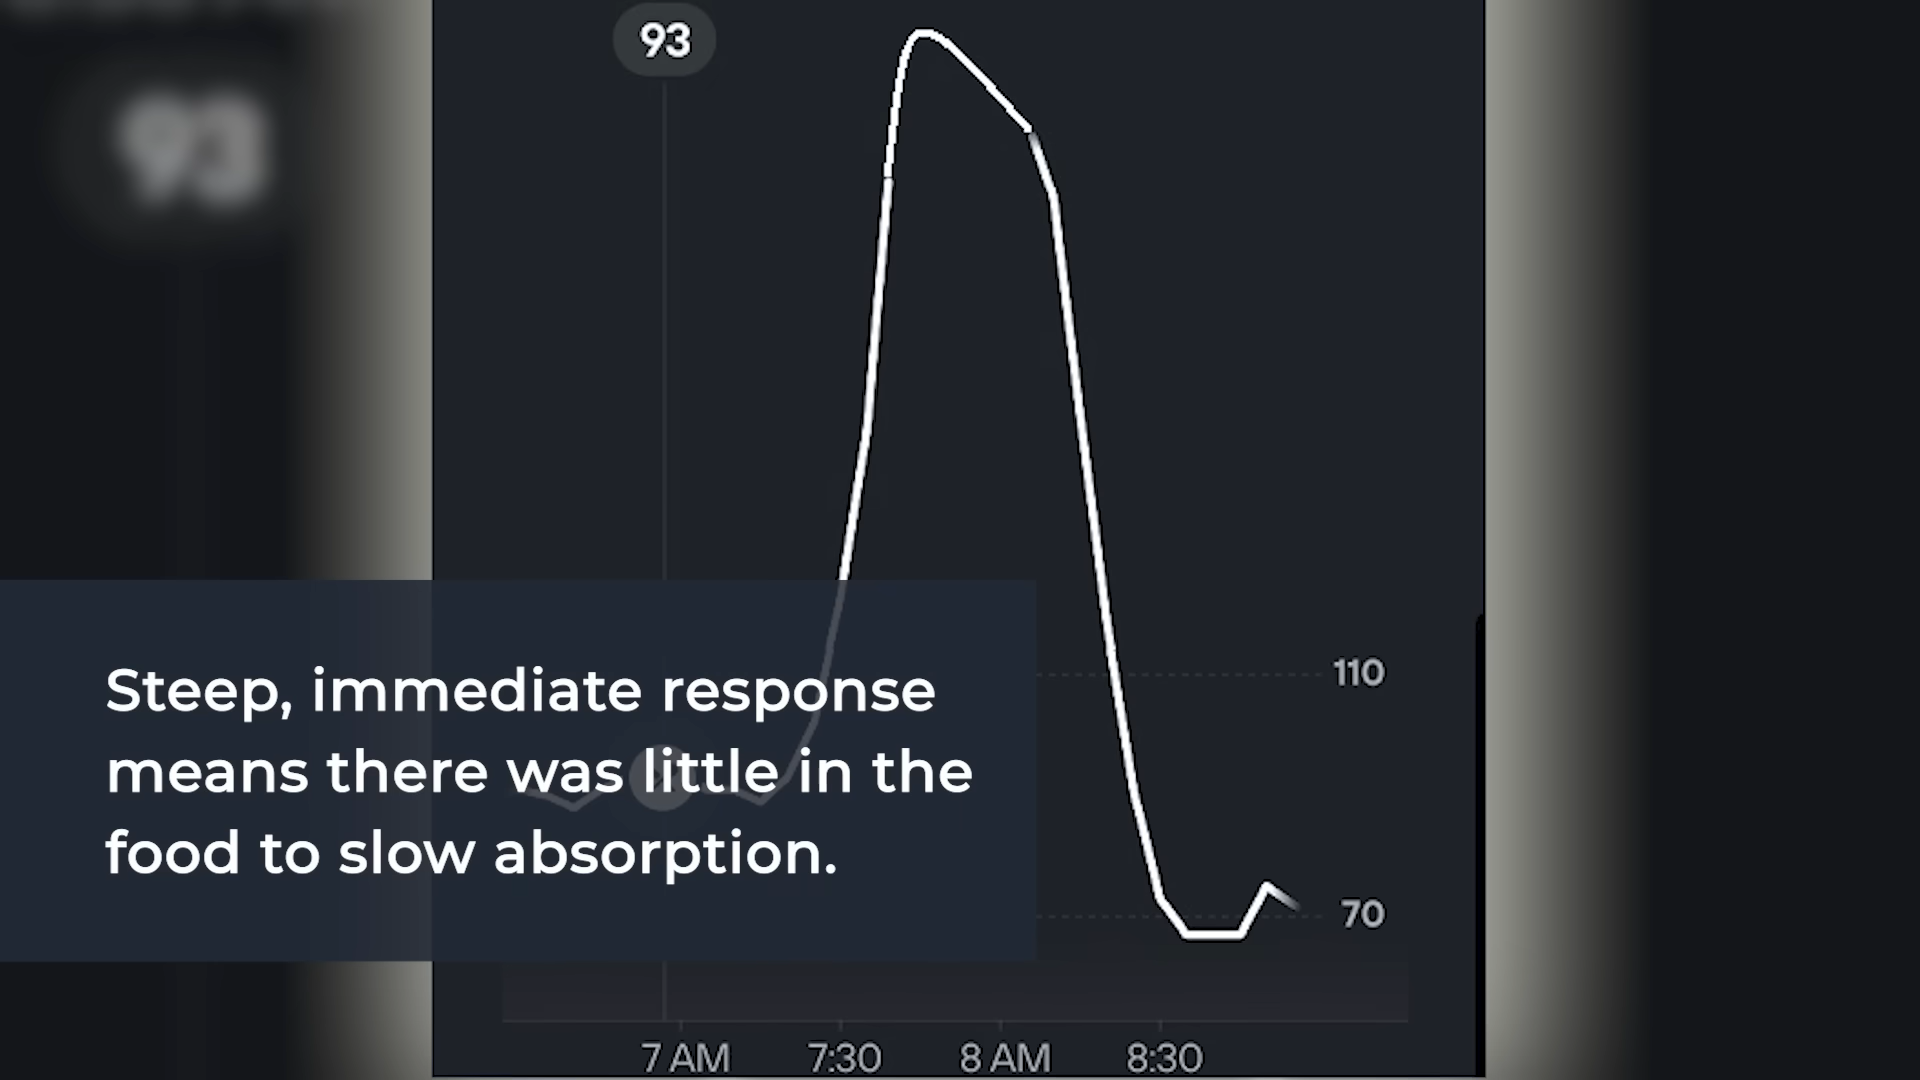 93
93
110
Steep, immediate response
means there was little in the
food to slow absorption.
70
7 AM 7:30 8 AM 8:30